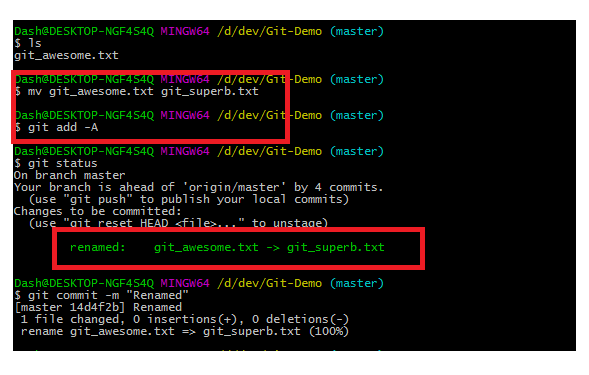 Dash@DESKTOP-NGF4S4Q MINGW64 /d/dev/Git-Demo (master)
$ ls
git_awesome.txt
Dash@DESKTOP-NGF4S4Q MINGW64 /d/dev/Git-Demo (master)
$ mv git_awesome.txt git_superb.txt
Dash@DESKTOP-NGF4S4Q MINGW64 /d/dev/Git-Demo (master)
$ git add -A
Dash@DESKTOP-NGF4S4Q MINGW64 /d/dev/Git-Demo (master)
$ git status
On branch master
Your branch is ahead of 'origin/master' by 4 commits.
  (use "git push" to publish your local commits)
Changes to be committed:
  (use "git reset HEAD <file>..." to unstage)
        renamed:    git_awesome.txt -> git_superb.txt
Dash@DESKTOP-NGF4S4Q MINGW64 /d/dev/Git-Demo (master)
$ git commit -m "Renamed"
[master 14d4f2b] Renamed
 1 file changed, 0 insertions(+), 0 deletions(-)
 rename git_awesome.txt => git_superb.txt (100%)